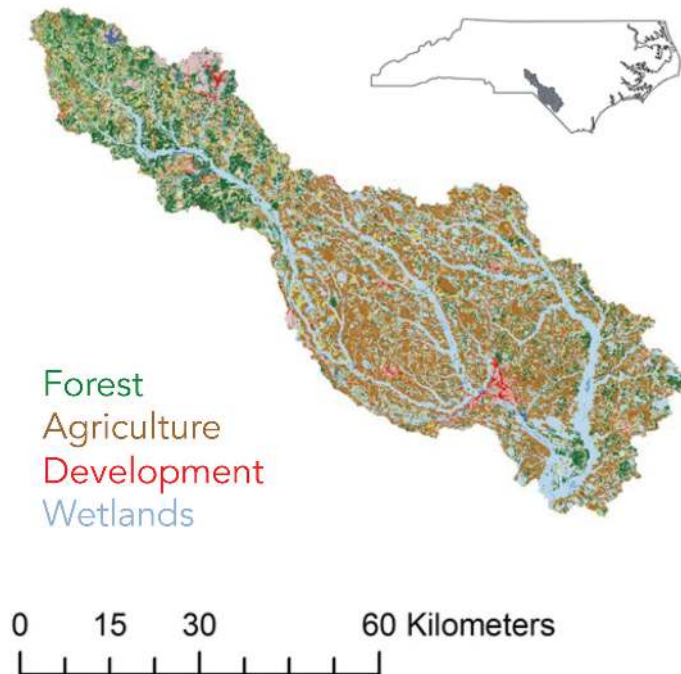 Forest
Agriculture
Development
Wetlands
0 15 30 60 Kilometers